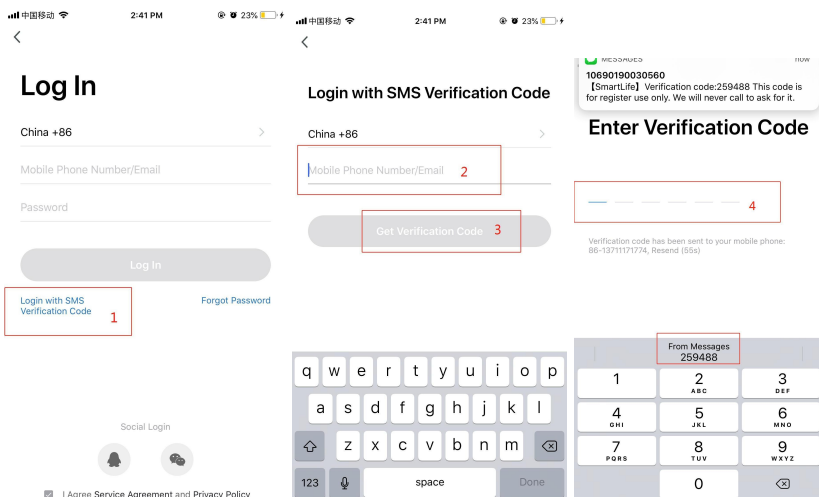 中国移动
2:41 PM
23%
Log In
China +86
Mobile Phone Number/Email
Password
Log In
Login with SMS
Verification Code
1
Forgot Password
Social Login
I Agree Service Agreement and Privacy Policy
中国移动
2:41 PM
23%
Login with SMS Verification Code
China +86
Mobile Phone Number/Email
2
Get Verification Code
3
q w e r t y u i o p
a s d f g h j k l
z x c v b n m
123
space
Done
MESSAGES
now
10690190030560
【SmartLife】Verification code:259488 This code is
for register use only. We will never call to ask for it.
Enter Verification Code
4
Verification code has been sent to your mobile phone:
86-13711171774, Resend (55s)
From Messages
259488
1 2 3
ABC DEF
4 5 6
GHI JKL MNO
7 8 9
PQRS TUV WXYZ
0